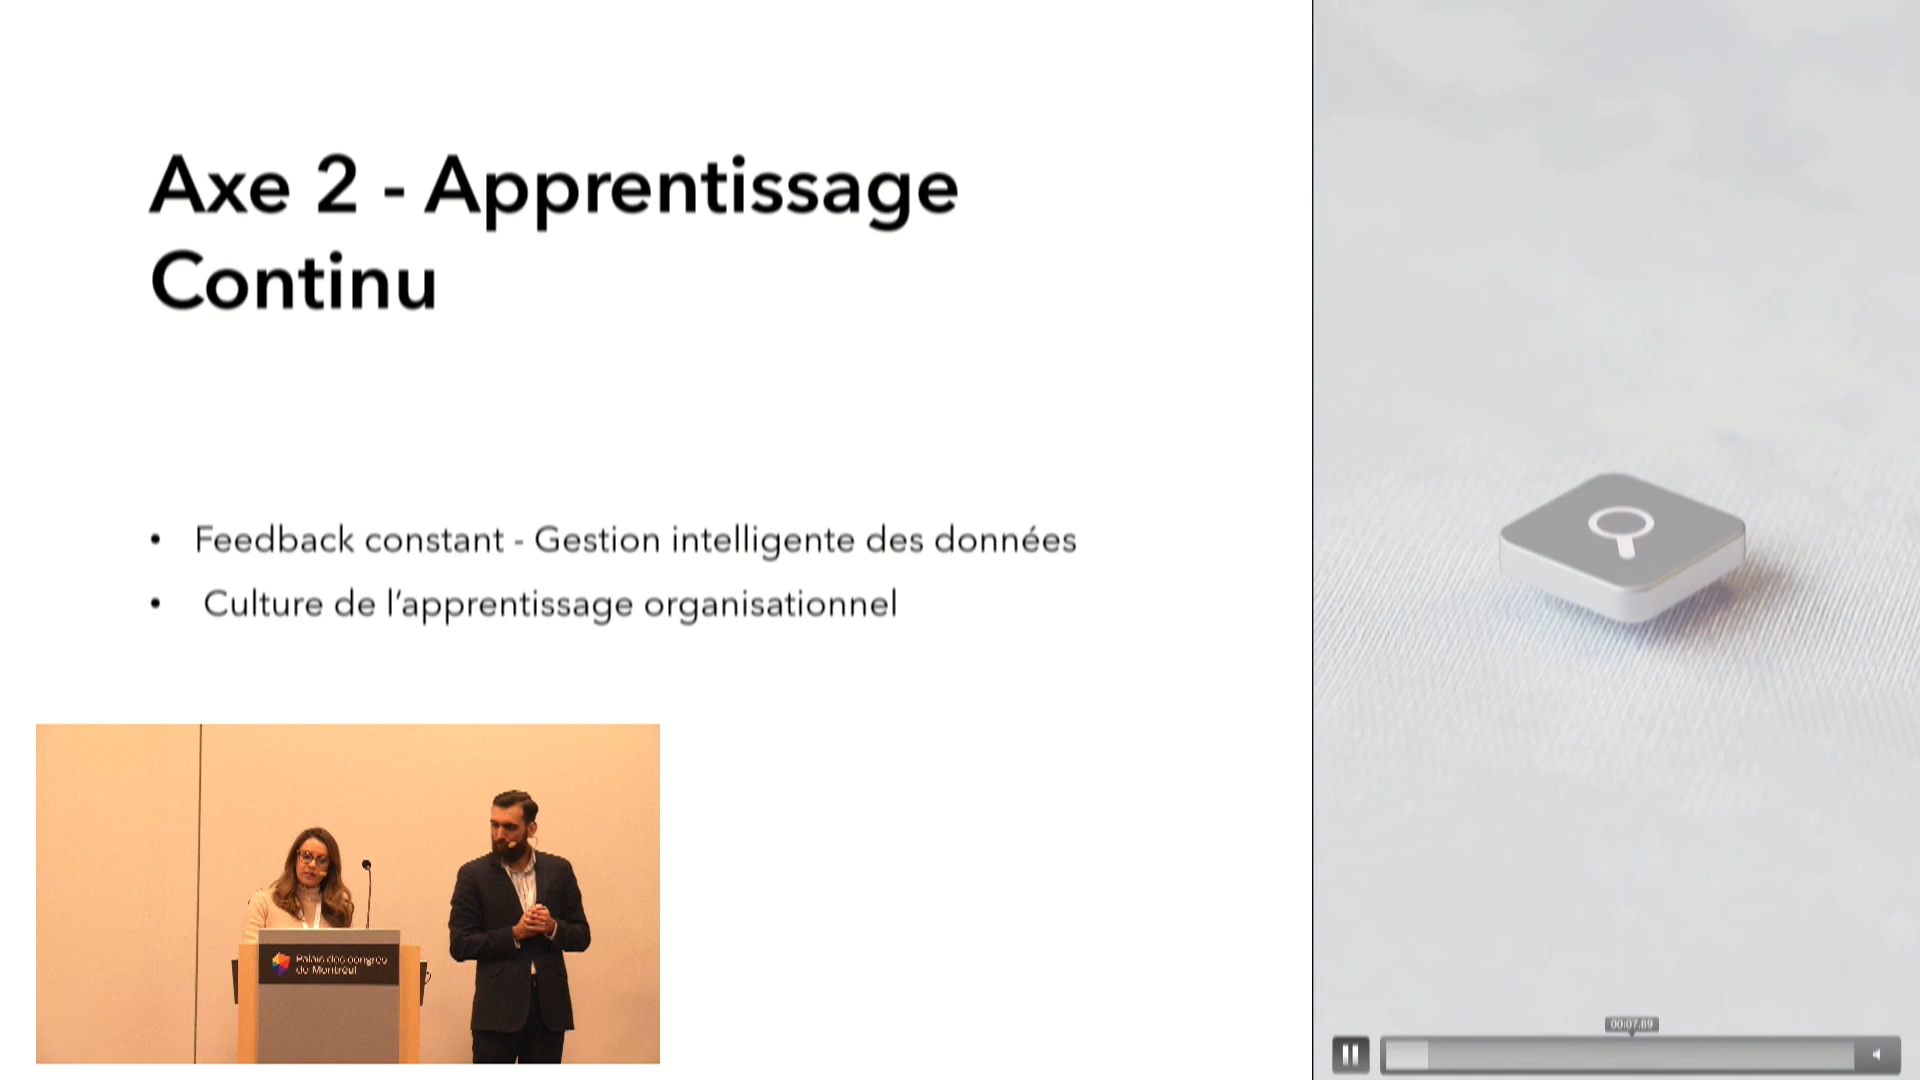 Axe 2 - Apprentissage
Continu
• Feedback constant - Gestion intelligente des données
• Culture de l’apprentissage organisationnel
Palais des congrès
de Montréal
00:07.89